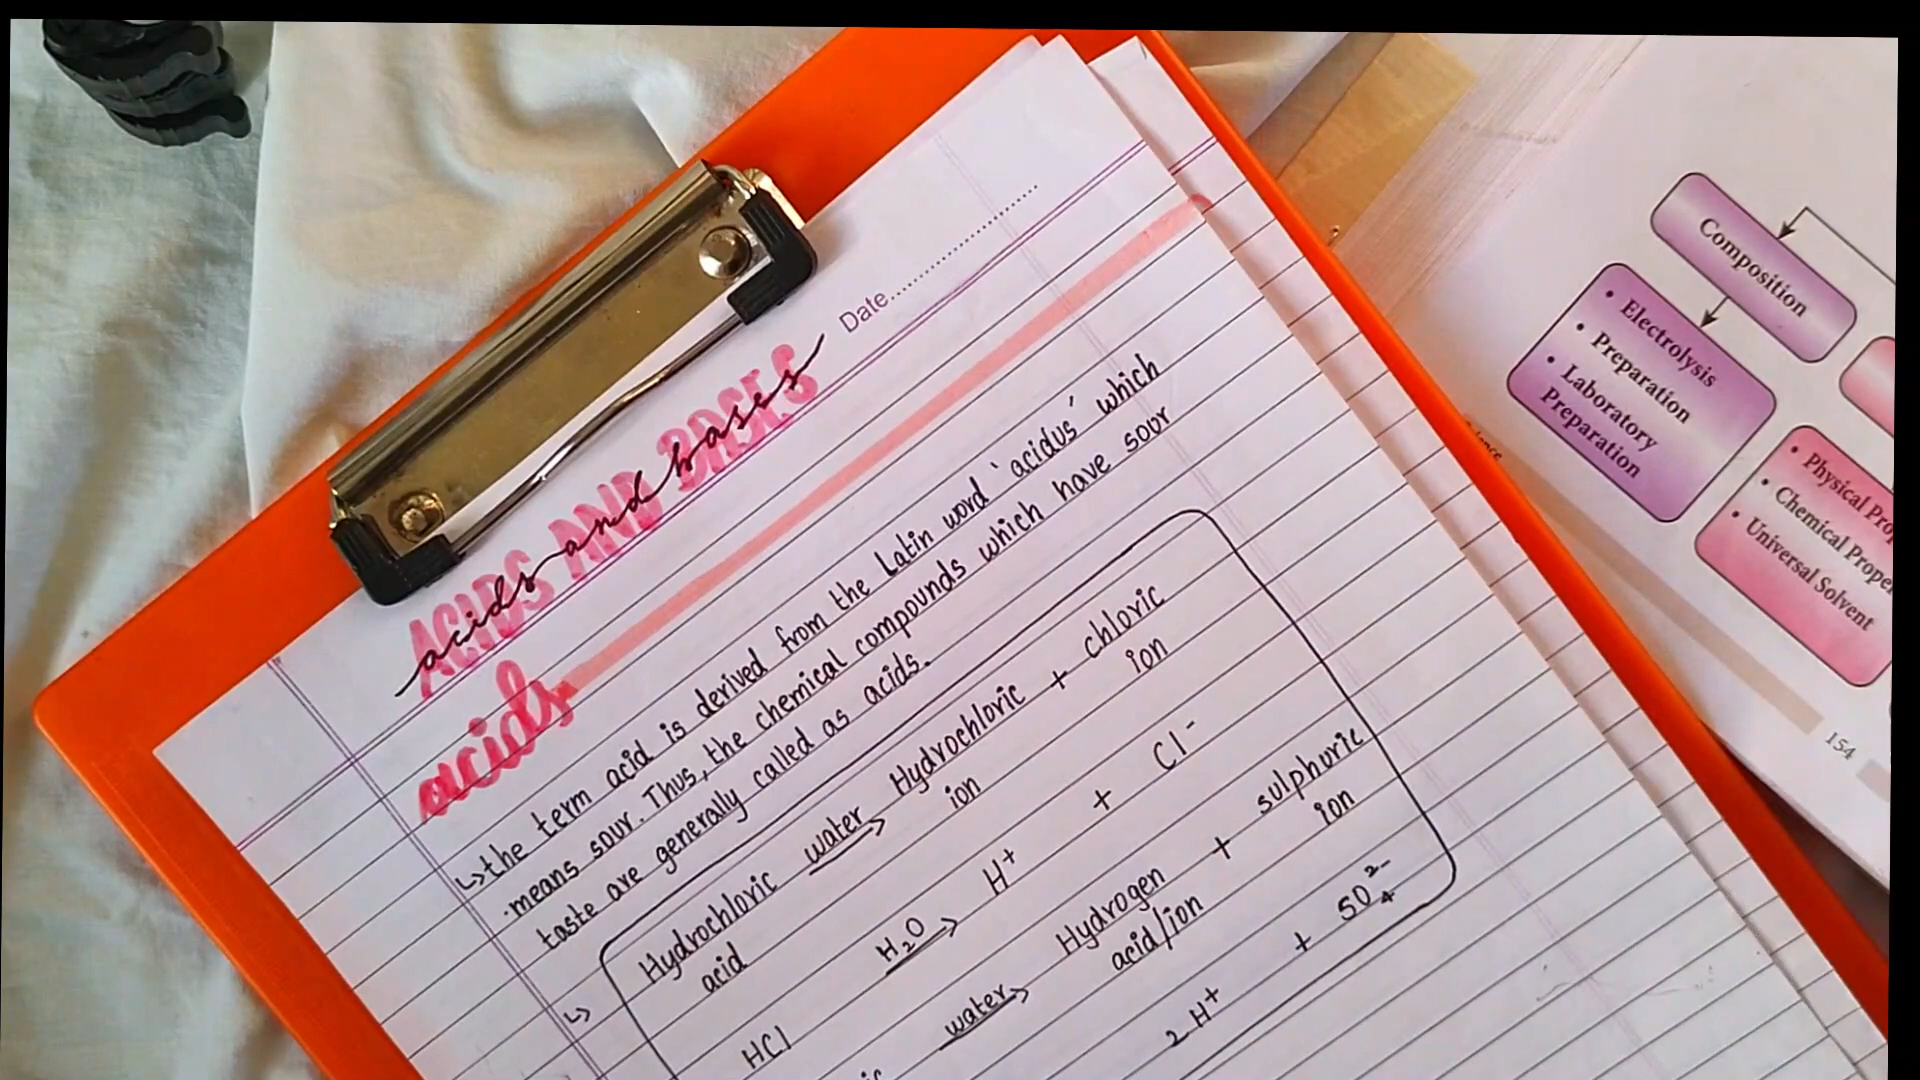 Date
ACIDS AND BASES
acids and bases
acids
↳ the term acid is derived from the Latin word 'acidus' which
means sour. Thus, the chemical compounds which have sour
taste are generally called as acids.
↳ Hydrochloric water Hydrochloric + chloric
acid ion ion
HCl H₂O H⁺ + Cl⁻
water Hydrogen + sulphuric
acid/ion ion
2H⁺ + SO₄²⁻
Composition
• Electrolysis
• Preparation
• Laboratory
Preparation
• Physical
• Chemical
• Universal Solvent
154